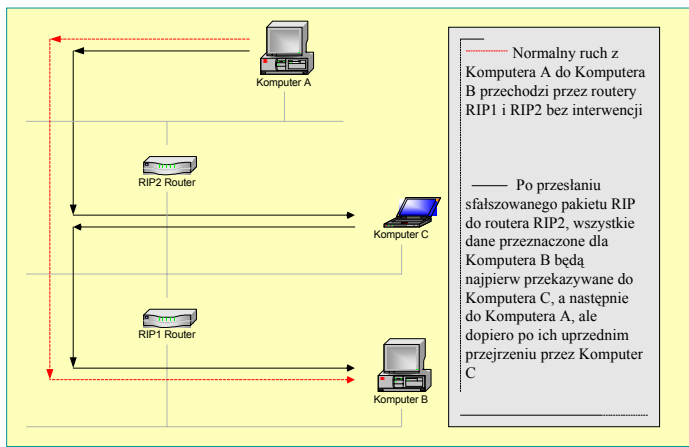 Komputer A
RIP2 Router
Komputer C
RIP1 Router
Komputer B
Normalny ruch z
Komputera A do Komputera
B przechodzi przez routery
RIP1 i RIP2 bez interwencji
Po przesłaniu
sfałszowanego pakietu RIP
do routera RIP2, wszystkie
dane przeznaczone dla
Komputera B będą
najpierw przekazywane do
Komputera C, a następnie
do Komputera A, ale
dopiero po ich uprzednim
przejrzeniu przez Komputer
C